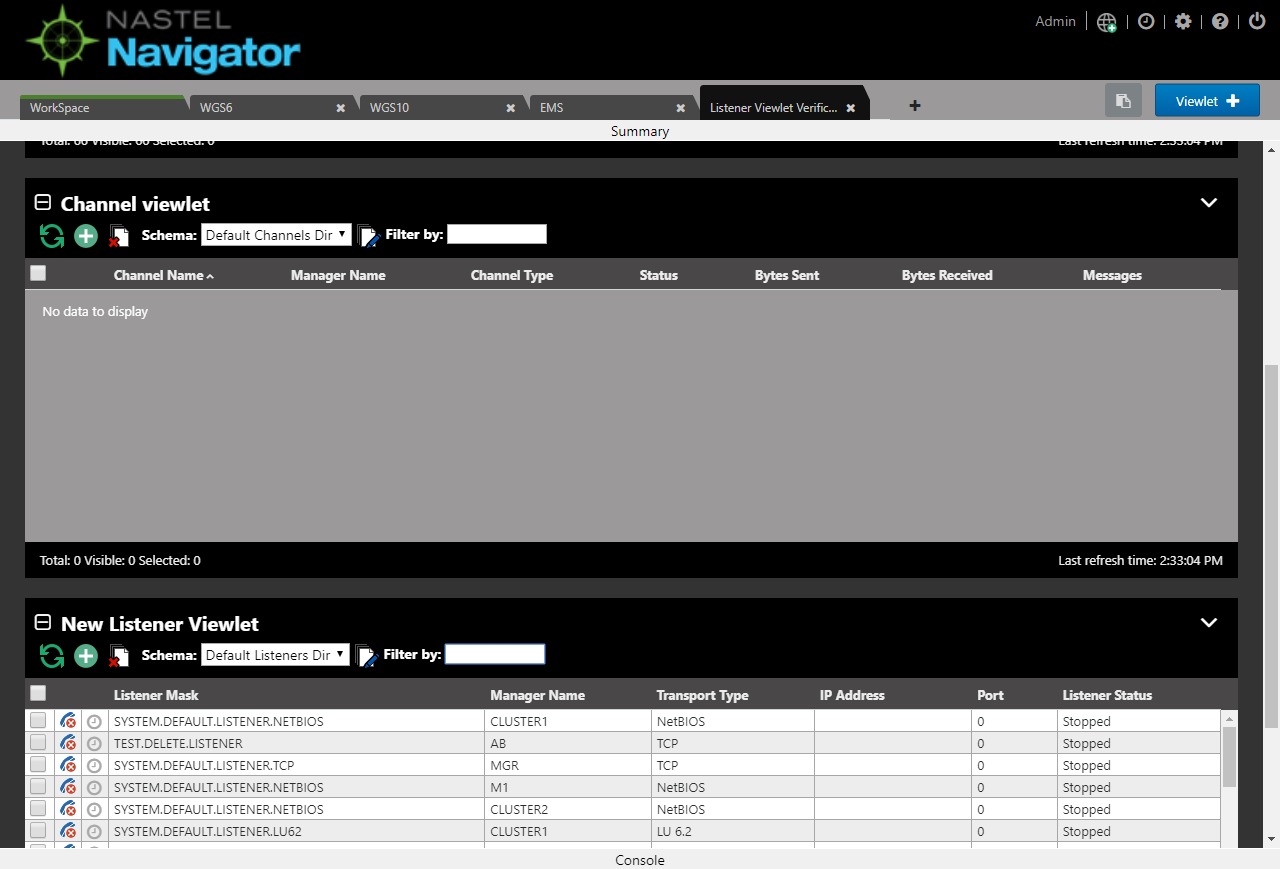 NASTEL
Navigator
Admin
WorkSpace
WGS6
WGS10
EMS
Listener Viewlet Verific...
Viewlet
Summary
Total: 66 Visible: 66 Selected: 0 Last refresh time: 2:33:04 PM
Channel viewlet
Schema: Default Channels Dir Filter by:
Channel Name Manager Name Channel Type Status Bytes Sent Bytes Received Messages
No data to display
Total: 0 Visible: 0 Selected: 0 Last refresh time: 2:33:04 PM
New Listener Viewlet
Schema: Default Listeners Dir Filter by:
Listener Mask Manager Name Transport Type IP Address Port Listener Status
SYSTEM.DEFAULT.LISTENER.NETBIOS CLUSTER1 NetBIOS 0 Stopped
TEST.DELETE.LISTENER AB TCP 0 Stopped
SYSTEM.DEFAULT.LISTENER.TCP MGR TCP 0 Stopped
SYSTEM.DEFAULT.LISTENER.NETBIOS M1 NetBIOS 0 Stopped
SYSTEM.DEFAULT.LISTENER.NETBIOS CLUSTER2 NetBIOS 0 Stopped
SYSTEM.DEFAULT.LISTENER.LU62 CLUSTER1 LU 6.2 0 Stopped
Console